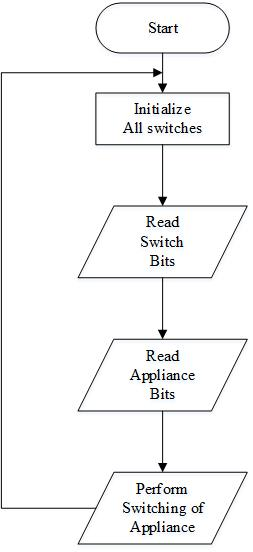 Start
Initialize
All switches
Read
Switch
Bits
Read
Appliance
Bits
Perform
Switching of
Appliance